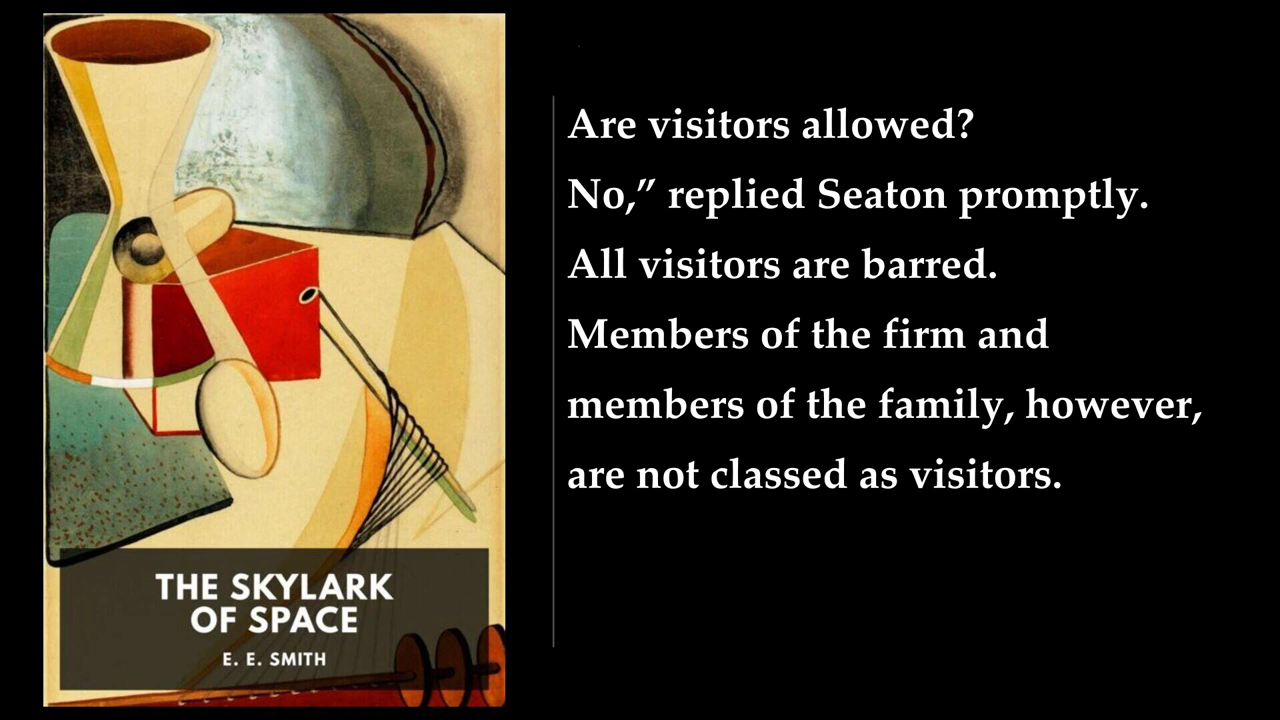 Are visitors allowed?
No,” replied Seaton promptly.
All visitors are barred.
Members of the firm and
members of the family, however,
are not classed as visitors.
THE SKYLARK
OF SPACE
E. E. SMITH